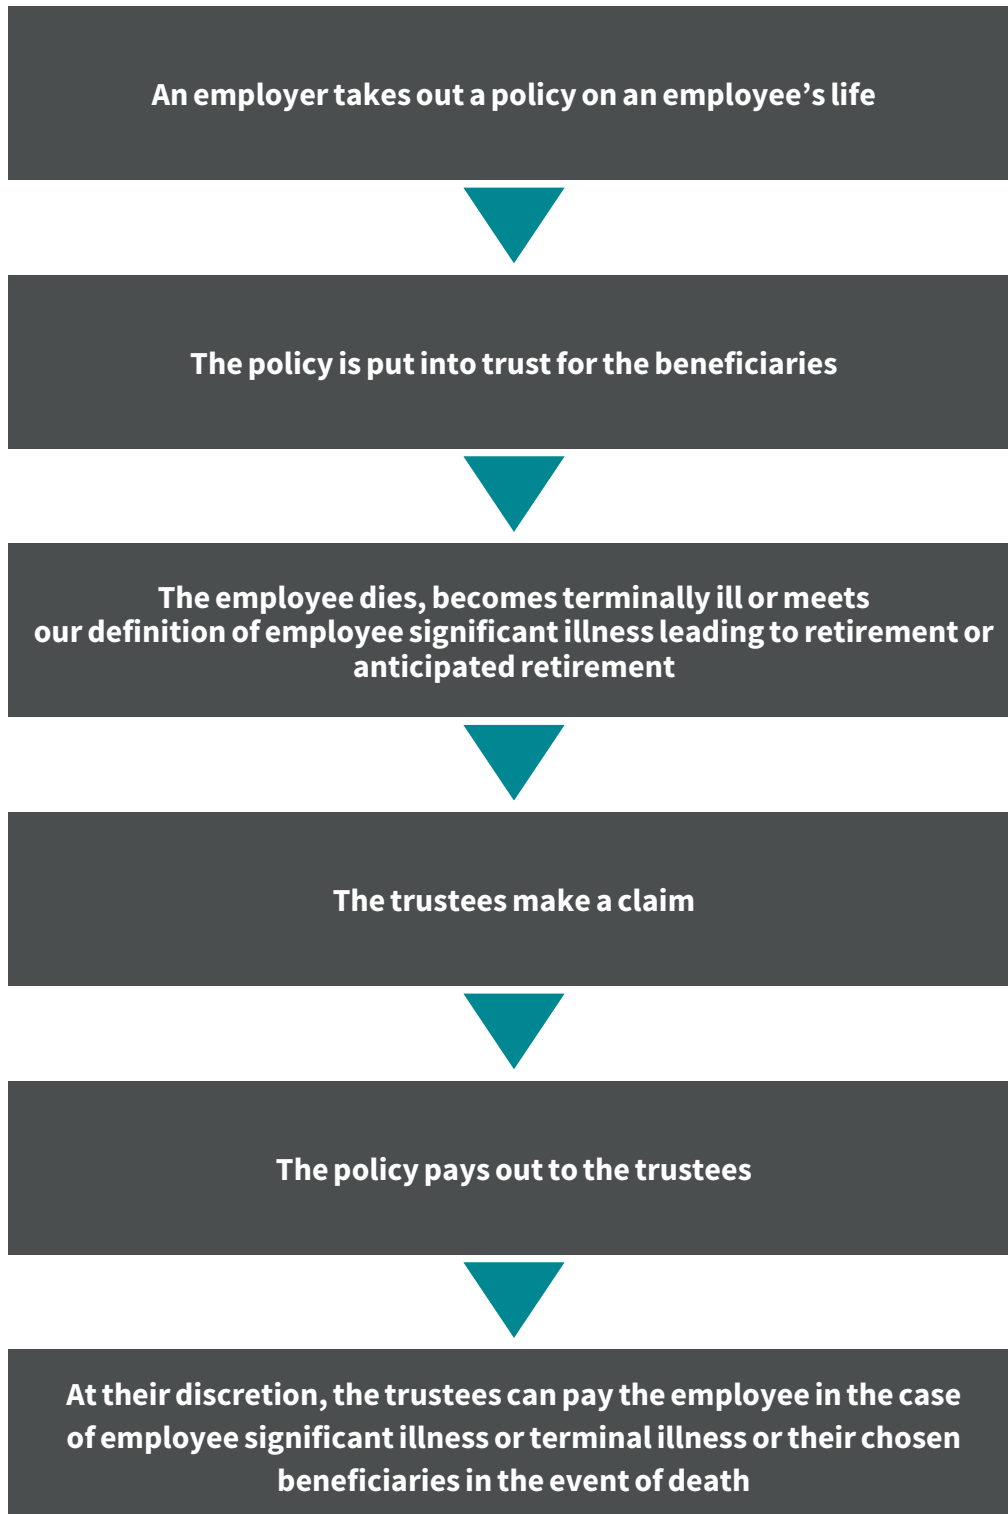 An employer takes out a policy on an employee’s life
The policy is put into trust for the beneficiaries
The employee dies, becomes terminally ill or meets
our definition of employee significant illness leading to retirement or
anticipated retirement
The trustees make a claim
The policy pays out to the trustees
At their discretion, the trustees can pay the employee in the case
of employee significant illness or terminal illness or their chosen
beneficiaries in the event of death